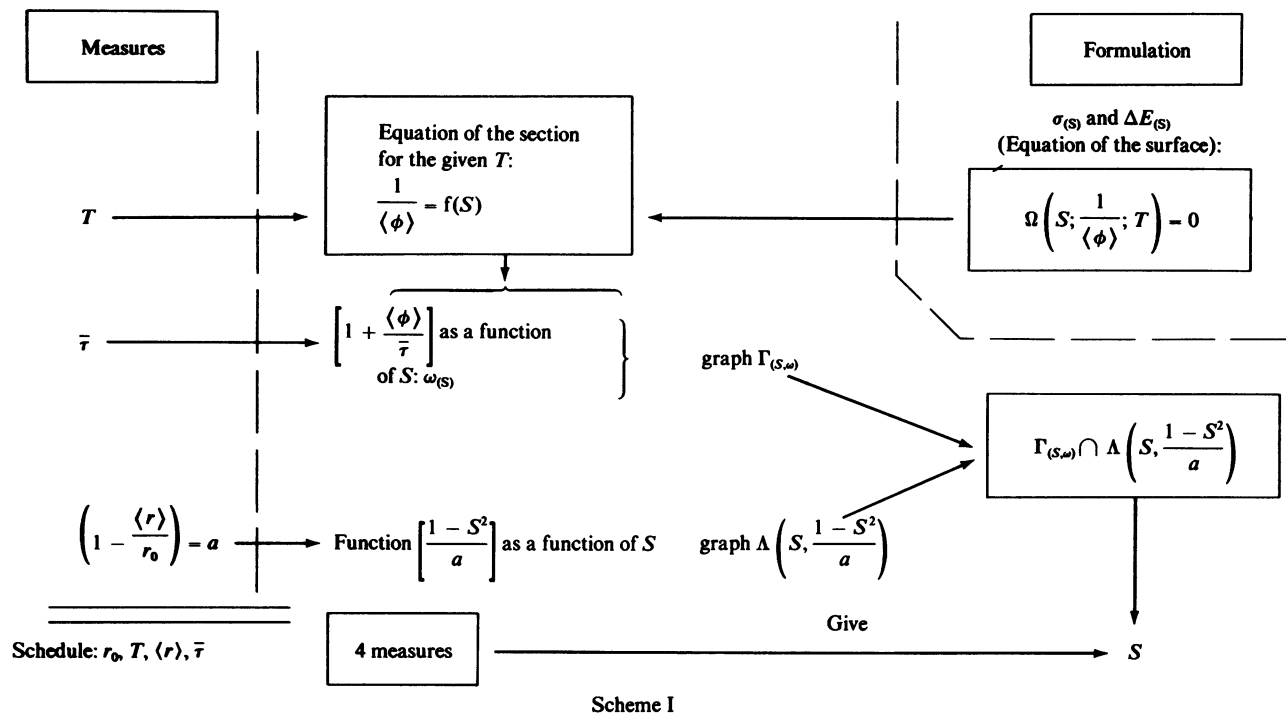 Measures
Formulation
Equation of the section
for the given T:
1/⟨ϕ⟩ = f(S)
σ(S) and ΔE(S)
(Equation of the surface):
Ω(S; 1/⟨ϕ⟩; T) = 0
T
τ̄
[1 + ⟨ϕ⟩/τ̄] as a function
of S: ω(S)
graph Γ(S,ω)
Γ(S,ω) ∩ Λ(S, (1 − S²)/a)
(1 − ⟨r⟩/r₀) = a
Function [(1 − S²)/a] as a function of S
graph Λ(S, (1 − S²)/a)
Schedule: r₀, T, ⟨r⟩, τ̄
4 measures
Give
S
Scheme I